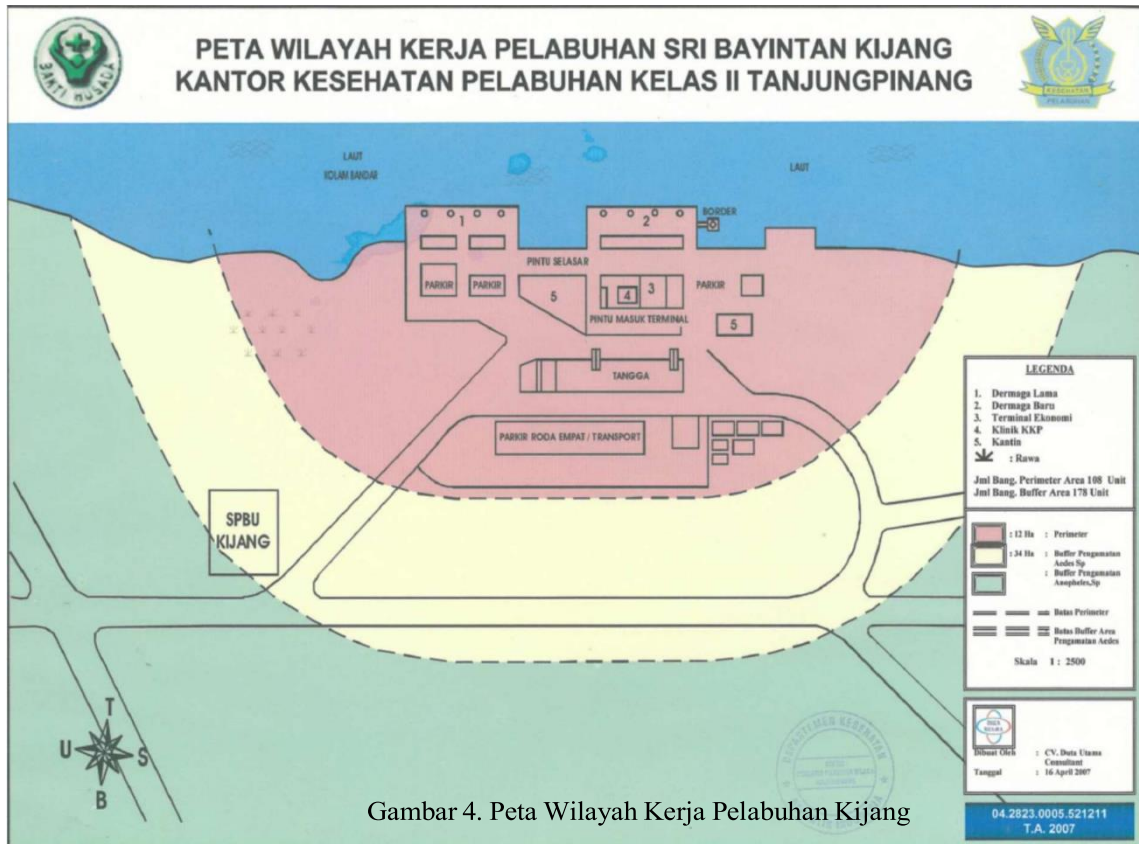 PETA WILAYAH KERJA PELABUHAN SRI BAYINTAN KIJANG
KANTOR KESEHATAN PELABUHAN KELAS II TANJUNGPINANG
BAKTI HUSADA
KESEHATAN
PELABUHAN
LAUT
KOLAM BANDAR
LAUT
1
2
BORDER
PINTU SELASAR
PARKIR
PARKIR
5
4
3
PARKIR
PINTU MASUK TERMINAL
5
TANGGA
PARKIR RODA EMPAT / TRANSPORT
SPBU
KIJANG
LEGENDA
1. Dermaga Lama
2. Dermaga Baru
3. Terminal Ekonomi
4. Klinik KKP
5. Kantin
: Rawa
Jml Bang. Perimeter Area 108 Unit
Jml Bang. Buffer Area 178 Unit
: 12 Ha : Perimeter
: 34 Ha : Buffer Pengamatan
Aedes Sp
: Buffer Pengamatan
Anopheles,Sp
Batas Perimeter
Batas Buffer Area
Pengamatan Aedes
Skala 1 : 2500
Dibuat Oleh : CV. Duta Utama
Consultant
Tanggal : 16 April 2007
04.2823.0005.521211
T.A. 2007
T
U
S
B
DEPARTEMEN KESEHATAN
Gambar 4. Peta Wilayah Kerja Pelabuhan Kijang